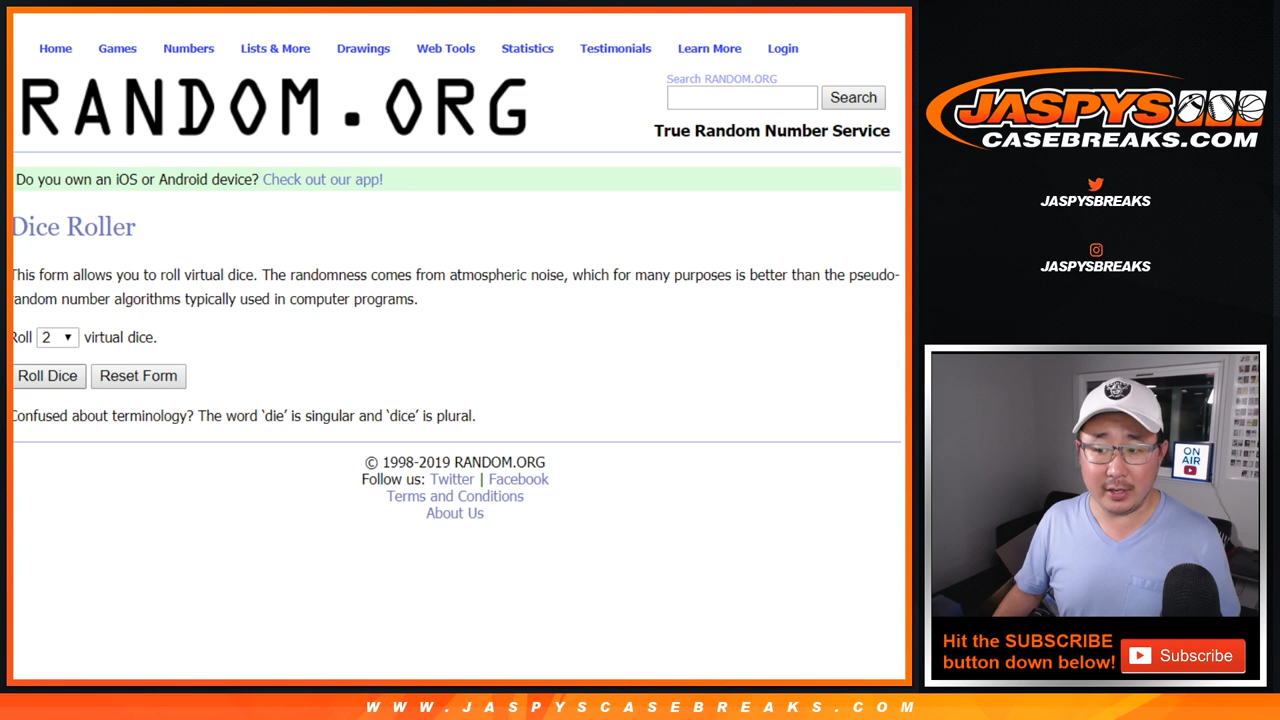 Home Games Numbers Lists & More Drawings Web Tools Statistics Testimonials Learn More Login
RANDOM.ORG
Search RANDOM.ORG
Search
True Random Number Service
Do you own an iOS or Android device? Check out our app!
Dice Roller
This form allows you to roll virtual dice. The randomness comes from atmospheric noise, which for many purposes is better than the pseudo-
random number algorithms typically used in computer programs.
Roll 2 virtual dice.
Roll Dice Reset Form
Confused about terminology? The word ‘die’ is singular and ‘dice’ is plural.
© 1998-2019 RANDOM.ORG
Follow us: Twitter | Facebook
Terms and Conditions
About Us
JASPYS
CASEBREAKS.COM
JASPYSBREAKS
JASPYSBREAKS
ON
AIR
Hit the SUBSCRIBE
button down below!
Subscribe
WWW.JASPYSCASEBREAKS.COM